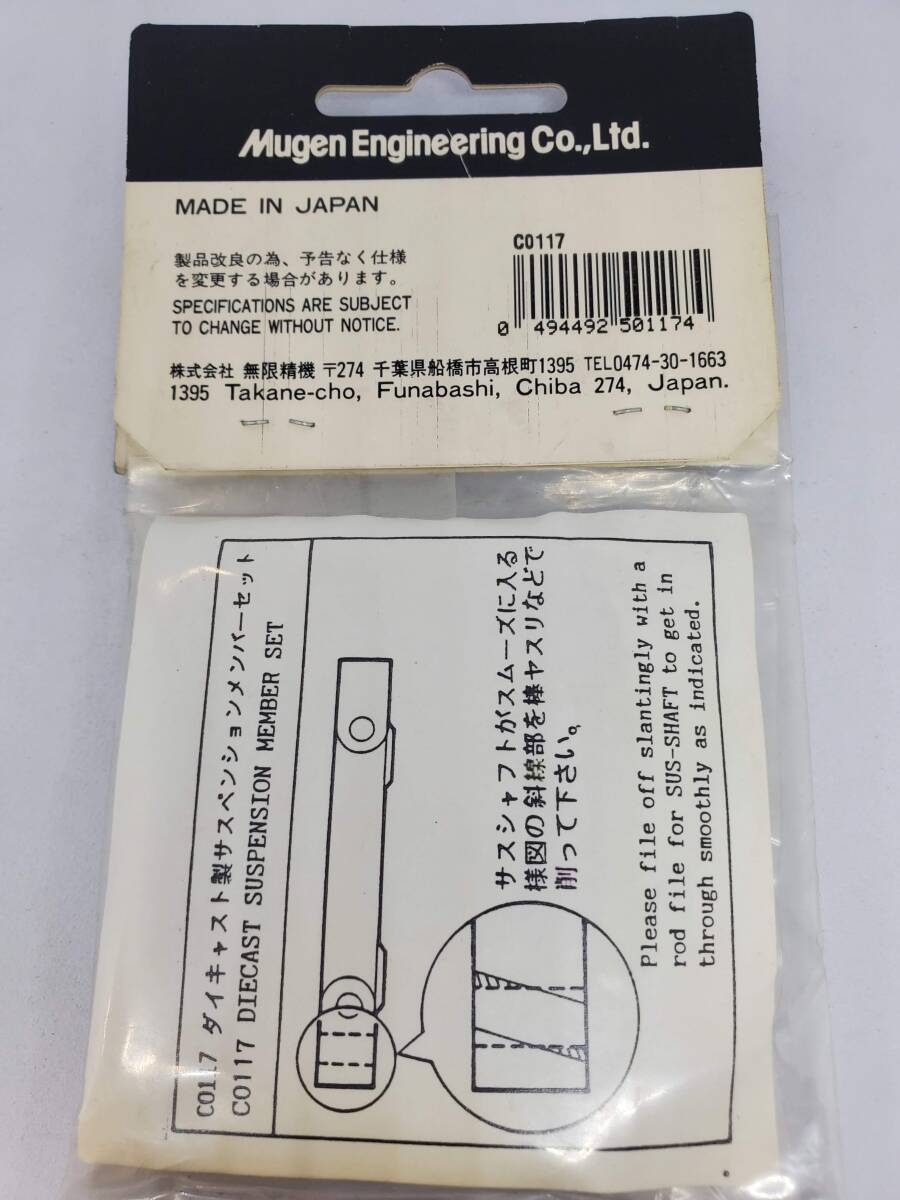 Mugen Engineering Co.,Ltd.
MADE IN JAPAN
製品改良の為、予告なく仕様
を変更する場合があります。
SPECIFICATIONS ARE SUBJECT
TO CHANGE WITHOUT NOTICE.
C0117
0 494492 501174
株式会社 無限精機 〒274 千葉県船橋市高根町1395 TEL0474-30-1663
1395 Takane-cho, Funabashi, Chiba 274, Japan.
C0117 ダイキャスト製サスペンションメンバーセット
C0117 DIECAST SUSPENSION MEMBER SET
サスシャフトがスムーズに入る
様図の斜線部を棒ヤスリなどで
削って下さい。
Please file off slantingly with a
rod file for SUS-SHAFT to get in
through smoothly as indicated.